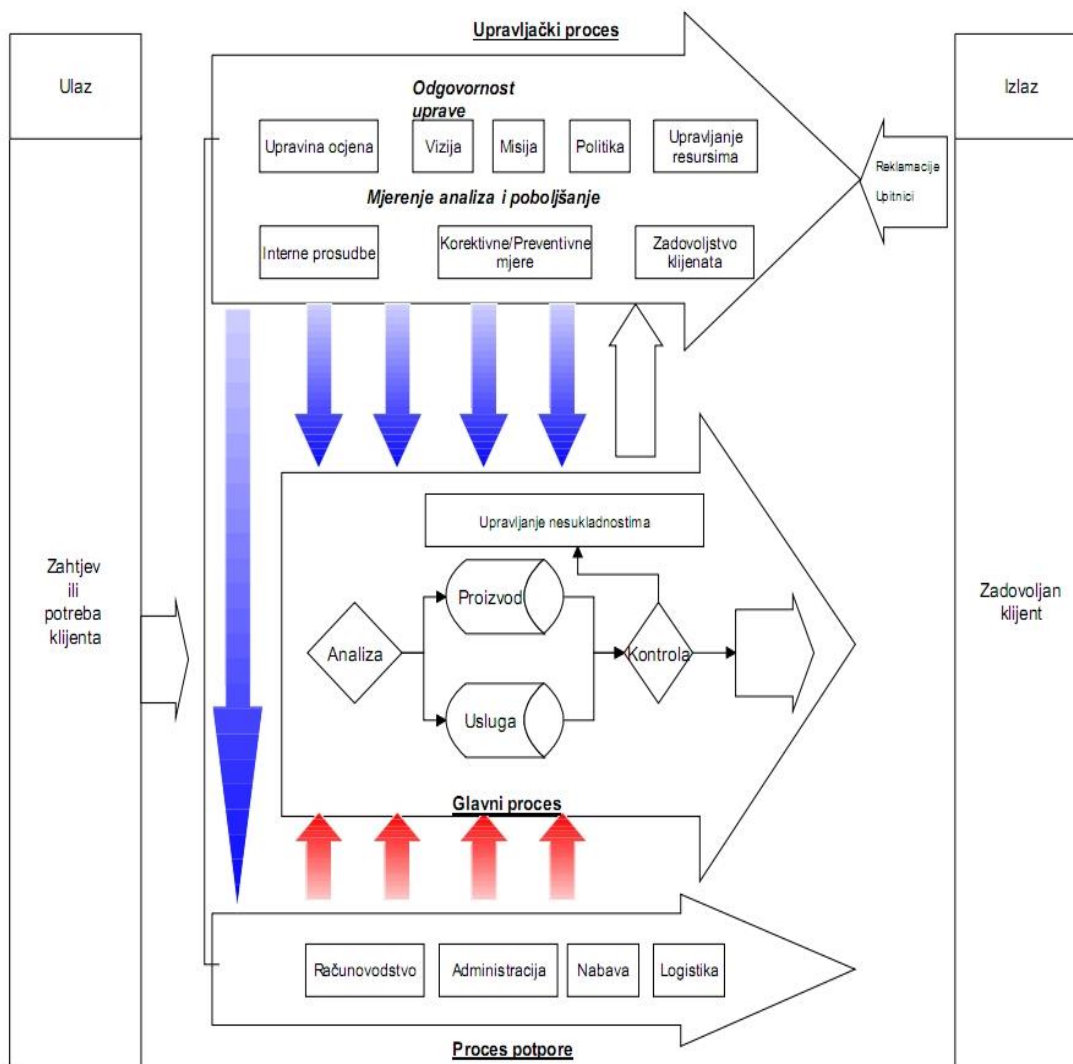 Upravljački proces
Ulaz
Izlaz
Odgovornost
uprave
Upravina ocjena
Vizija
Misija
Politika
Upravljanje
resursima
Reklamacije
Upitnici
Mjerenje analiza i poboljšanje
Interne prosudbe
Korektivne/Preventivne
mjere
Zadovoljstvo
klijenata
Upravljanje nesukladnostima
Zahtjev
ili
potreba
klijenta
Proizvod
Analiza
Kontrola
Usluga
Zadovoljan
klijent
Glavni proces
Računovodstvo
Administracija
Nabava
Logistika
Proces potpore